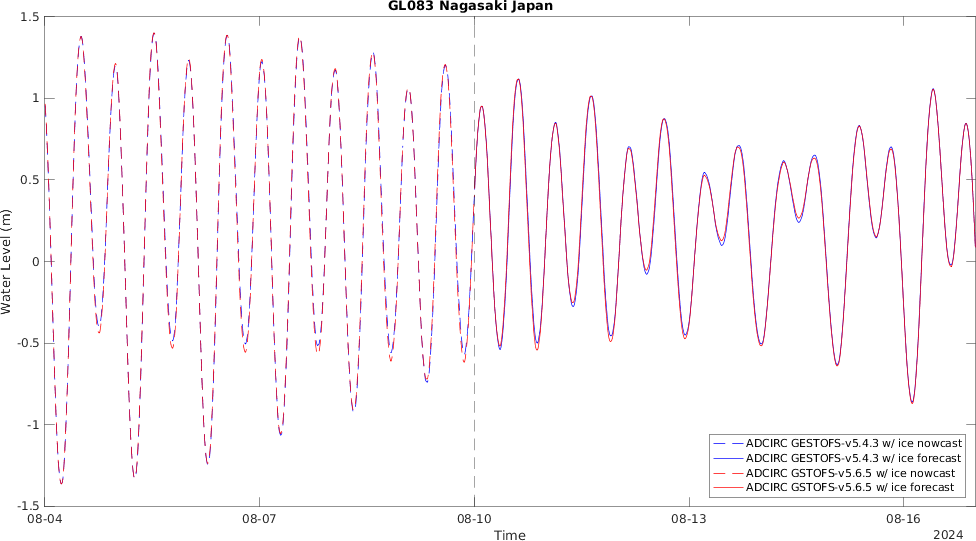 GL083 Nagasaki Japan
1.5
1
0.5
0
-0.5
-1
-1.5
Water Level (m)
08-04
08-07
08-10
08-13
08-16
Time
2024
ADCIRC GESTOFS-v5.4.3 w/ ice nowcast
ADCIRC GESTOFS-v5.4.3 w/ ice forecast
ADCIRC GSTOFS-v5.6.5 w/ ice nowcast
ADCIRC GSTOFS-v5.6.5 w/ ice forecast